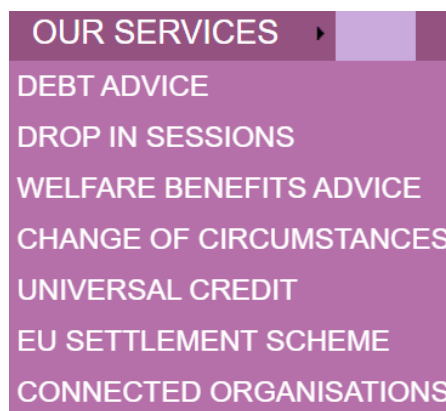 OUR SERVICES
DEBT ADVICE
DROP IN SESSIONS
WELFARE BENEFITS ADVICE
CHANGE OF CIRCUMSTANCES
UNIVERSAL CREDIT
EU SETTLEMENT SCHEME
CONNECTED ORGANISATIONS